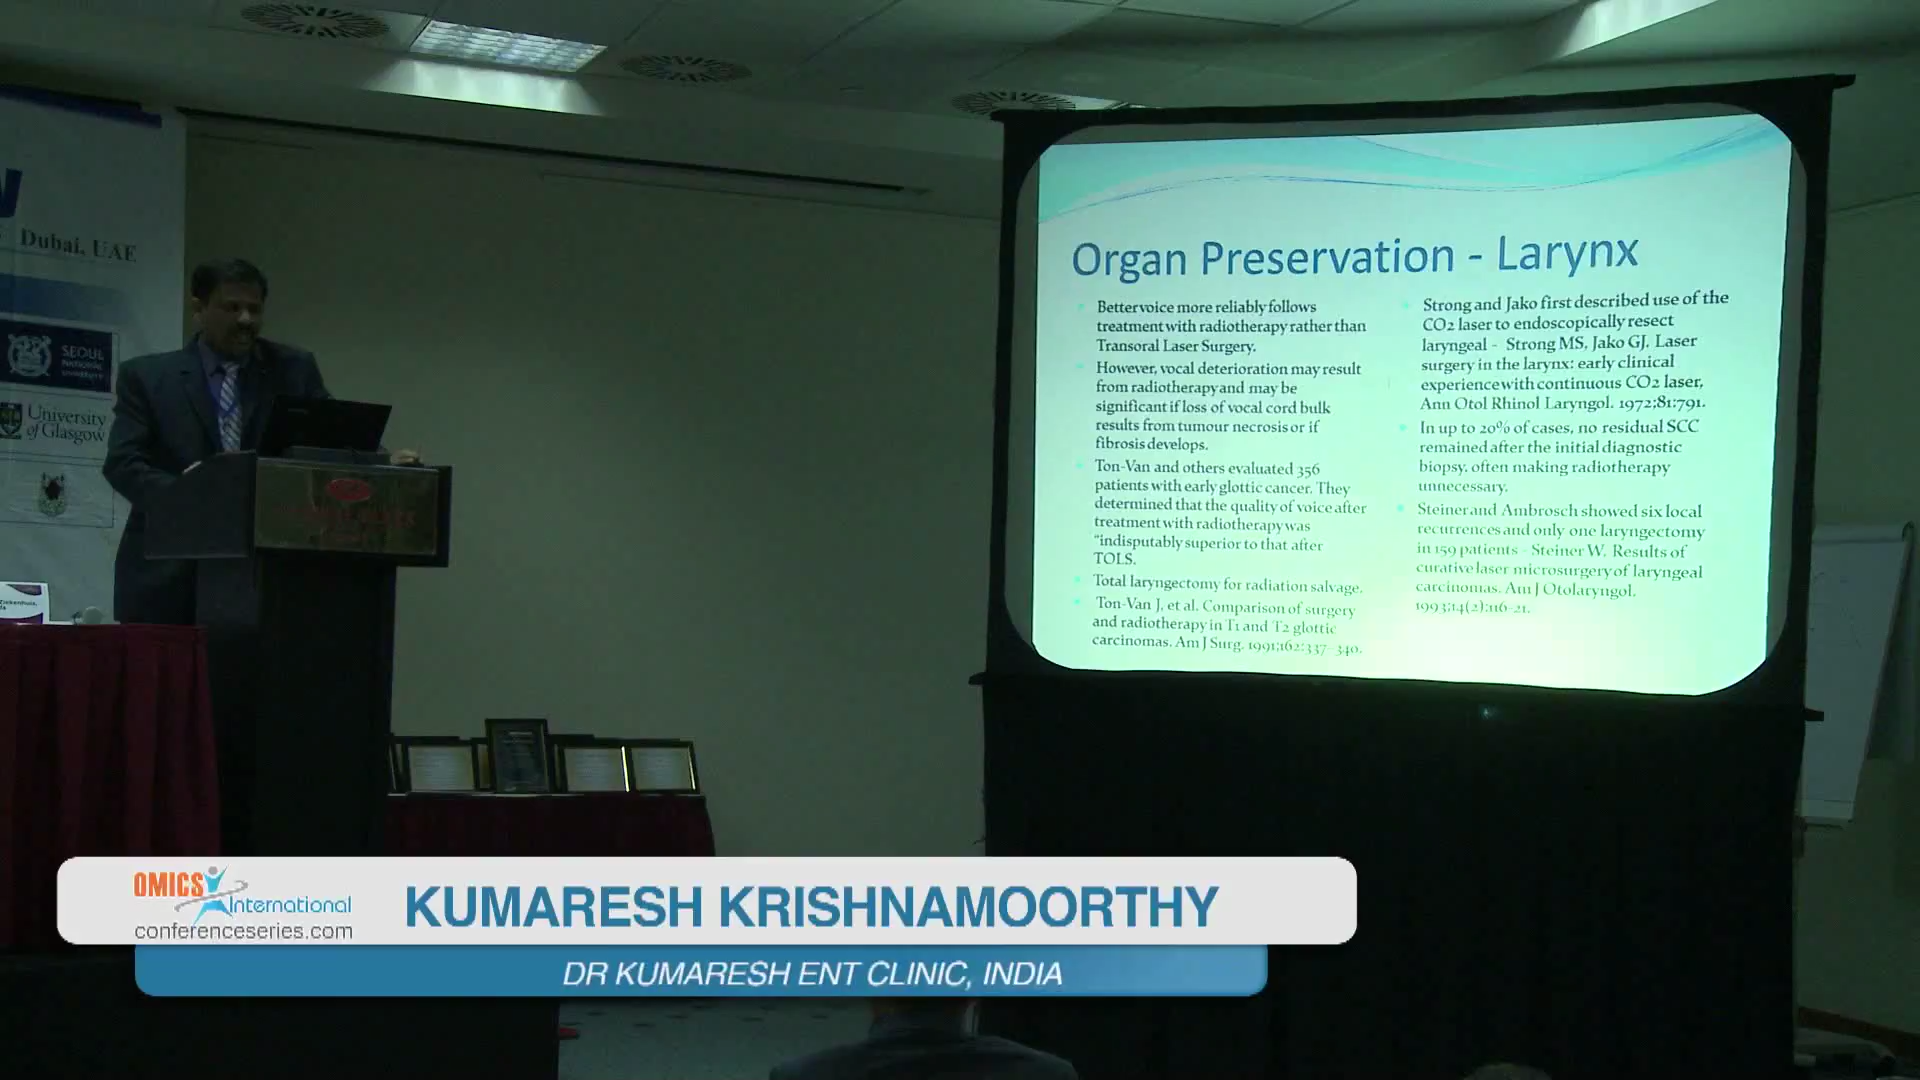 Dubai, UAE
SEOUL
NATIONAL
UNIVERSITY
University
of Glasgow
Organ Preservation - Larynx
Better voice more reliably follows
treatment with radiotherapy rather than
Transoral Laser Surgery.
However, vocal deterioration may result
from radiotherapy and may be
significant if loss of vocal cord bulk
results from tumour necrosis or if
fibrosis develops.
Ton-Van and others evaluated 356
patients with early glottic cancer. They
determined that the quality of voice after
treatment with radiotherapy was
"indisputably superior to that after
TOLS.
Total laryngectomy for radiation salvage.
Ton-Van J, et al. Comparison of surgery
and radiotherapy in T1 and T2 glottic
carcinomas. Am J Surg. 1991;162:337-340.
Strong and Jako first described use of the
CO2 laser to endoscopically resect
laryngeal - Strong MS, Jako GJ. Laser
surgery in the larynx: early clinical
experience with continuous CO2 laser,
Ann Otol Rhinol Laryngol. 1972;81:791.
In up to 20% of cases, no residual SCC
remained after the initial diagnostic
biopsy, often making radiotherapy
unnecessary.
Steiner and Ambrosch showed six local
recurrences and only one laryngectomy
in 159 patients - Steiner W. Results of
curative laser microsurgery of laryngeal
carcinomas. Am J Otolaryngol.
1993;14(2):116-21.
OMICS
International
conferenceseries.com
KUMARESH KRISHNAMOORTHY
DR KUMARESH ENT CLINIC, INDIA